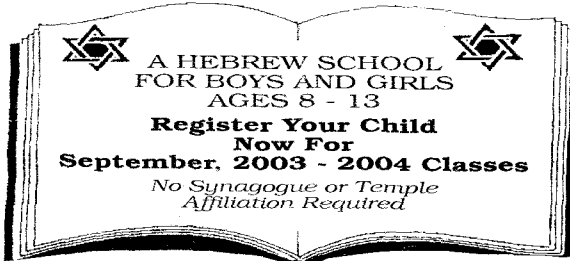 A HEBREW SCHOOL
FOR BOYS AND GIRLS
AGES 8 - 13
Register Your Child
Now For
September, 2003 - 2004 Classes
No Synagogue or Temple
Affiliation Required